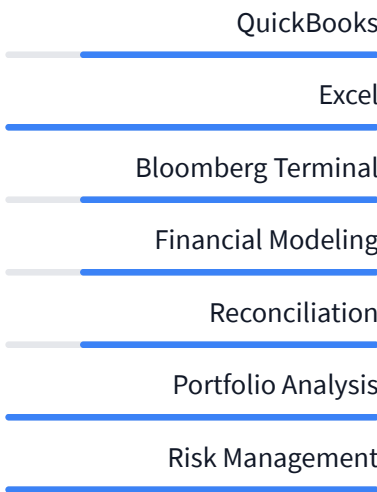 QuickBooks
Excel
Bloomberg Terminal
Financial Modeling
Reconciliation
Portfolio Analysis
Risk Management